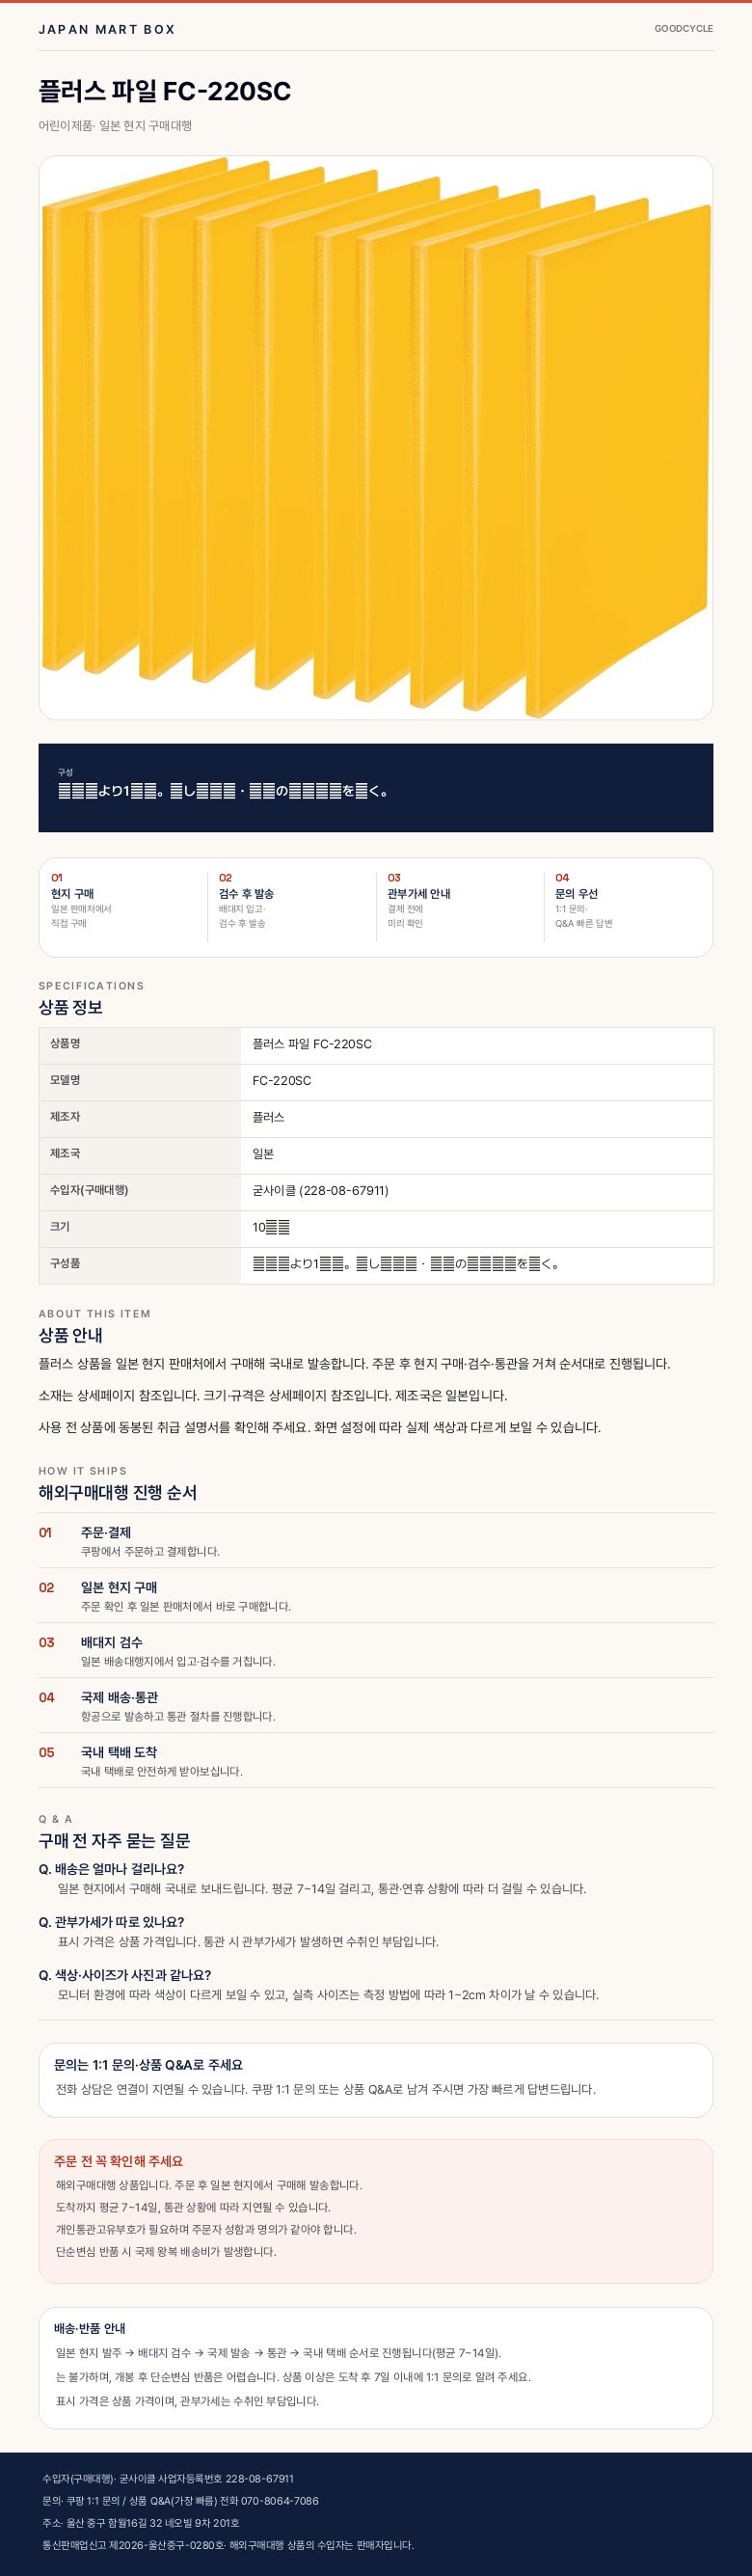 JAPAN MART BOX
GOODCYCLE
플러스 파일 FC-220SC
어린이제품· 일본 현지 구매대행
구성
より1 。 し ・ の を く。
01
현지 구매
일본 판매처에서
직접 구매
02
검수 후 발송
배대지 입고·
검수 후 발송
03
관부가세 안내
결제 전에
미리 확인
04
문의 우선
1:1 문의·
Q&A 빠른 답변
SPECIFICATIONS
상품 정보
상품명 플러스 파일 FC-220SC
모델명 FC-220SC
제조자 플러스
제조국 일본
수입자(구매대행) 굳사이클 (228-08-67911)
크기 10
구성품 より1 。 し ・ の を く。
ABOUT THIS ITEM
상품 안내
플러스 상품을 일본 현지 판매처에서 구매해 국내로 발송합니다. 주문 후 현지 구매·검수·통관을 거쳐 순서대로 진행됩니다.
소재는 상세페이지 참조입니다. 크기·규격은 상세페이지 참조입니다. 제조국은 일본입니다.
사용 전 상품에 동봉된 취급 설명서를 확인해 주세요. 화면 설정에 따라 실제 색상과 다르게 보일 수 있습니다.
HOW IT SHIPS
해외구매대행 진행 순서
01 주문·결제
쿠팡에서 주문하고 결제합니다.
02 일본 현지 구매
주문 확인 후 일본 판매처에서 바로 구매합니다.
03 배대지 검수
일본 배송대행지에서 입고·검수를 거칩니다.
04 국제 배송·통관
항공으로 발송하고 통관 절차를 진행합니다.
05 국내 택배 도착
국내 택배로 안전하게 받아보십니다.
Q & A
구매 전 자주 묻는 질문
Q. 배송은 얼마나 걸리나요?
일본 현지에서 구매해 국내로 보내드립니다. 평균 7~14일 걸리고, 통관·연휴 상황에 따라 더 걸릴 수 있습니다.
Q. 관부가세가 따로 있나요?
표시 가격은 상품 가격입니다. 통관 시 관부가세가 발생하면 수취인 부담입니다.
Q. 색상·사이즈가 사진과 같나요?
모니터 환경에 따라 색상이 다르게 보일 수 있고, 실측 사이즈는 측정 방법에 따라 1~2cm 차이가 날 수 있습니다.
문의는 1:1 문의·상품 Q&A로 주세요
전화 상담은 연결이 지연될 수 있습니다. 쿠팡 1:1 문의 또는 상품 Q&A로 남겨 주시면 가장 빠르게 답변드립니다.
주문 전 꼭 확인해 주세요
해외구매대행 상품입니다. 주문 후 일본 현지에서 구매해 발송합니다.
도착까지 평균 7~14일, 통관 상황에 따라 지연될 수 있습니다.
개인통관고유부호가 필요하며 주문자 성함과 명의가 같아야 합니다.
단순변심 반품 시 국제 왕복 배송비가 발생합니다.
배송·반품 안내
일본 현지 발주 → 배대지 검수 → 국제 발송 → 통관 → 국내 택배 순서로 진행됩니다(평균 7~14일).
는 불가하며, 개봉 후 단순변심 반품은 어렵습니다. 상품 이상은 도착 후 7일 이내에 1:1 문의로 알려 주세요.
표시 가격은 상품 가격이며, 관부가세는 수취인 부담입니다.
수입자(구매대행)· 굳사이클 사업자등록번호 228-08-67911
문의· 쿠팡 1:1 문의 / 상품 Q&A(가장 빠름) 전화 070-8064-7086
주소· 울산 중구 함월16길 32 네오빌 9차 201호
통신판매업신고 제2026-울산중구-0280호· 해외구매대행 상품의 수입자는 판매자입니다.